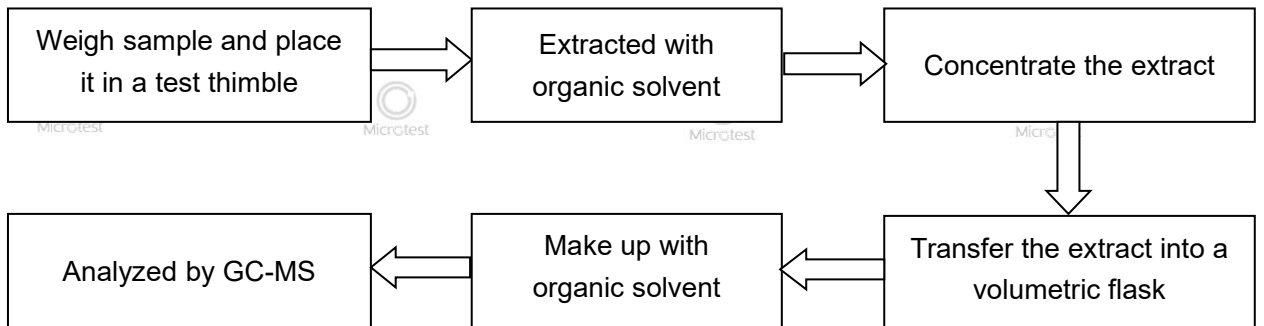 Weigh sample and place
it in a test thimble
Extracted with
organic solvent
Concentrate the extract
Microtest
Microtest
Microtest
Transfer the extract into a
volumetric flask
Make up with
organic solvent
Analyzed by GC-MS